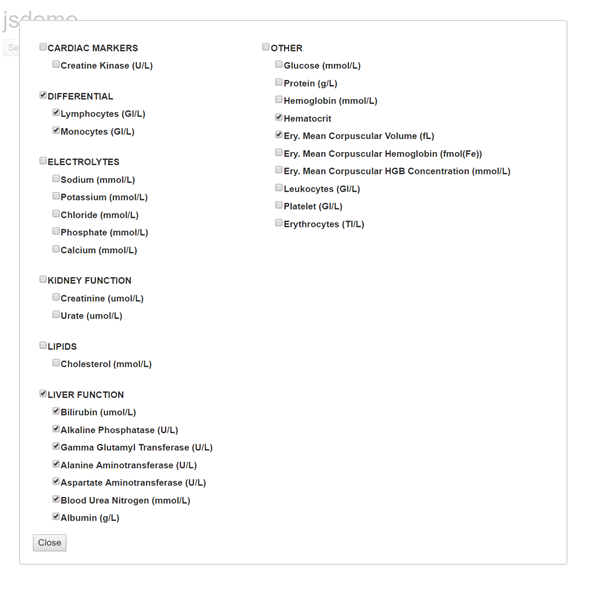 jsdemo
Se
CARDIAC MARKERS
Creatine Kinase (U/L)
DIFFERENTIAL
Lymphocytes (GI/L)
Monocytes (GI/L)
ELECTROLYTES
Sodium (mmol/L)
Potassium (mmol/L)
Chloride (mmol/L)
Phosphate (mmol/L)
Calcium (mmol/L)
KIDNEY FUNCTION
Creatinine (umol/L)
Urate (umol/L)
LIPIDS
Cholesterol (mmol/L)
LIVER FUNCTION
Bilirubin (umol/L)
Alkaline Phosphatase (U/L)
Gamma Glutamyl Transferase (U/L)
Alanine Aminotransferase (U/L)
Aspartate Aminotransferase (U/L)
Blood Urea Nitrogen (mmol/L)
Albumin (g/L)
OTHER
Glucose (mmol/L)
Protein (g/L)
Hemoglobin (mmol/L)
Hematocrit
Ery. Mean Corpuscular Volume (fL)
Ery. Mean Corpuscular Hemoglobin (fmol(Fe))
Ery. Mean Corpuscular HGB Concentration (mmol/L)
Leukocytes (GI/L)
Platelet (GI/L)
Erythrocytes (TI/L)
Close